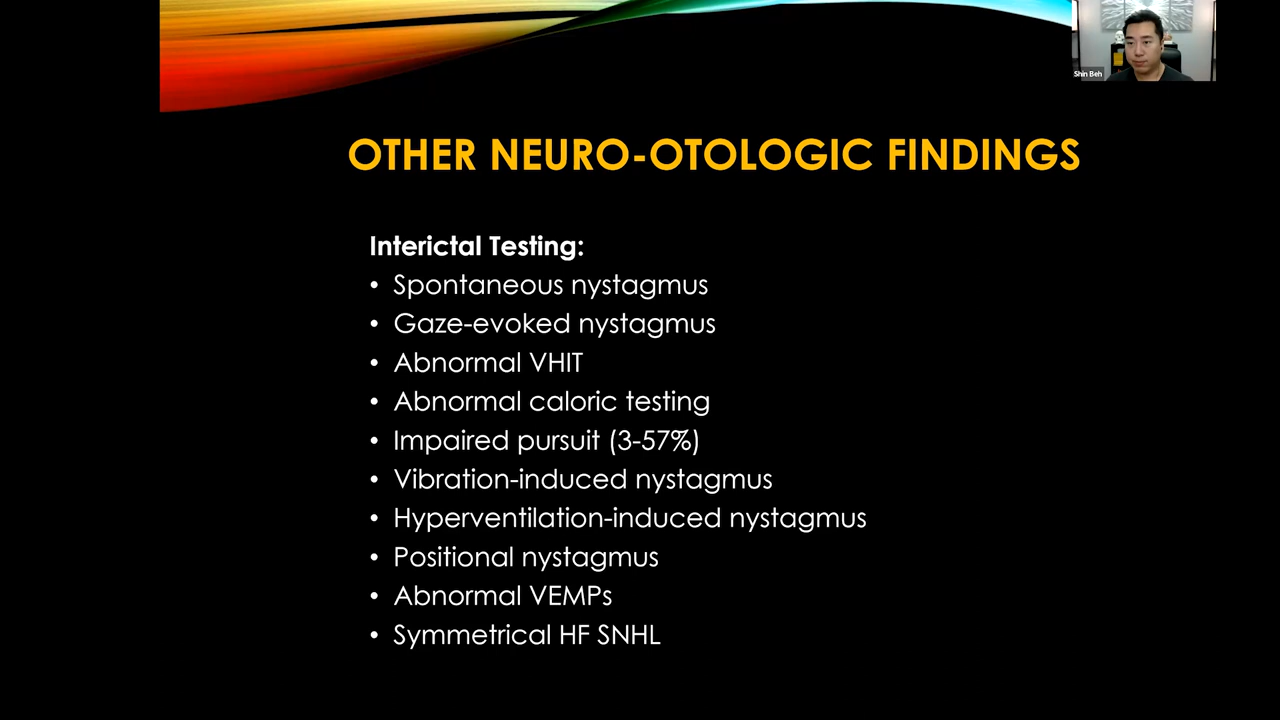 Shin Beh
OTHER NEURO-OTOLOGIC FINDINGS
Interictal Testing:
• Spontaneous nystagmus
• Gaze-evoked nystagmus
• Abnormal VHIT
• Abnormal caloric testing
• Impaired pursuit (3-57%)
• Vibration-induced nystagmus
• Hyperventilation-induced nystagmus
• Positional nystagmus
• Abnormal VEMPs
• Symmetrical HF SNHL